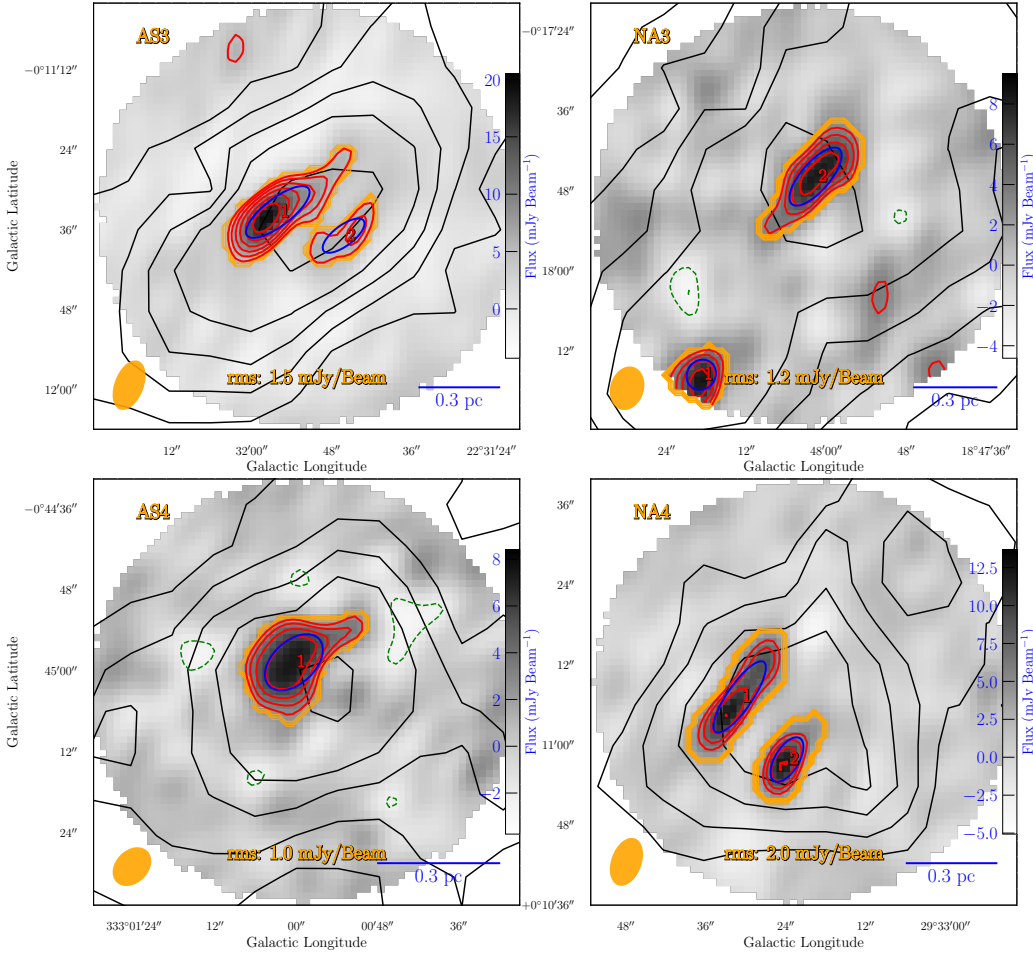 AS3
−0°11′12″
24″
36″
48″
12′00″
Galactic Latitude
1
2
rms: 1.5 mJy/Beam
0.3 pc
20
15
10
5
0
Flux (mJy Beam−1)
12″ 32′00″ 48″ 36″ 22°31′24″
Galactic Longitude
NA3
−0°17′24″
36″
48″
18′00″
12″
2
1
rms: 1.2 mJy/Beam
0.3 pc
8
6
4
2
0
−2
−4
Flux (mJy Beam−1)
24″ 12″ 48′00″ 48″ 18°47′36″
Galactic Longitude
AS4
−0°44′36″
48″
45′00″
12″
24″
Galactic Latitude
1
rms: 1.0 mJy/Beam
0.3 pc
8
6
4
2
0
−2
Flux (mJy Beam−1)
333°01′24″ 12″ 00″ 00′48″ 36″
Galactic Longitude
NA4
36″
24″
12″
11′00″
48″
+0°10′36″
1
2
rms: 2.0 mJy/Beam
0.3 pc
12.5
10.0
7.5
5.0
2.5
0.0
−2.5
−5.0
Flux (mJy Beam−1)
48″ 36″ 24″ 12″ 29°33′00″
Galactic Longitude